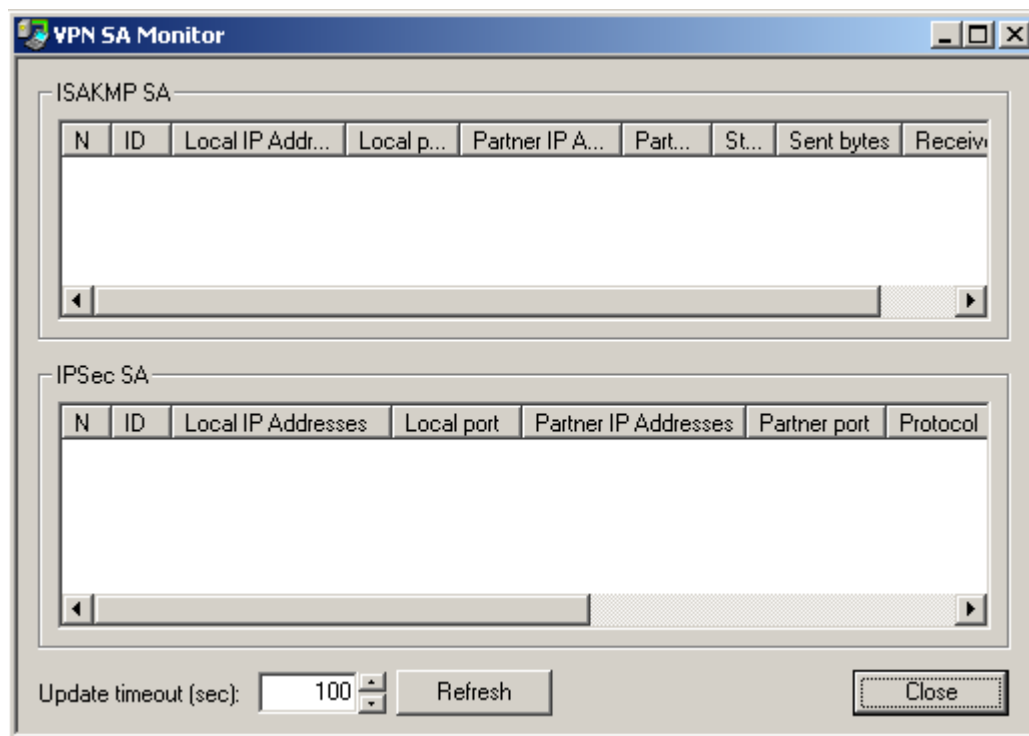 VPN SA Monitor
ISAKMP SA
N ID Local IP Addr... Local p... Partner IP A... Part... St... Sent bytes Receiv
IPSec SA
N ID Local IP Addresses Local port Partner IP Addresses Partner port Protocol
Update timeout (sec): 100 Refresh Close